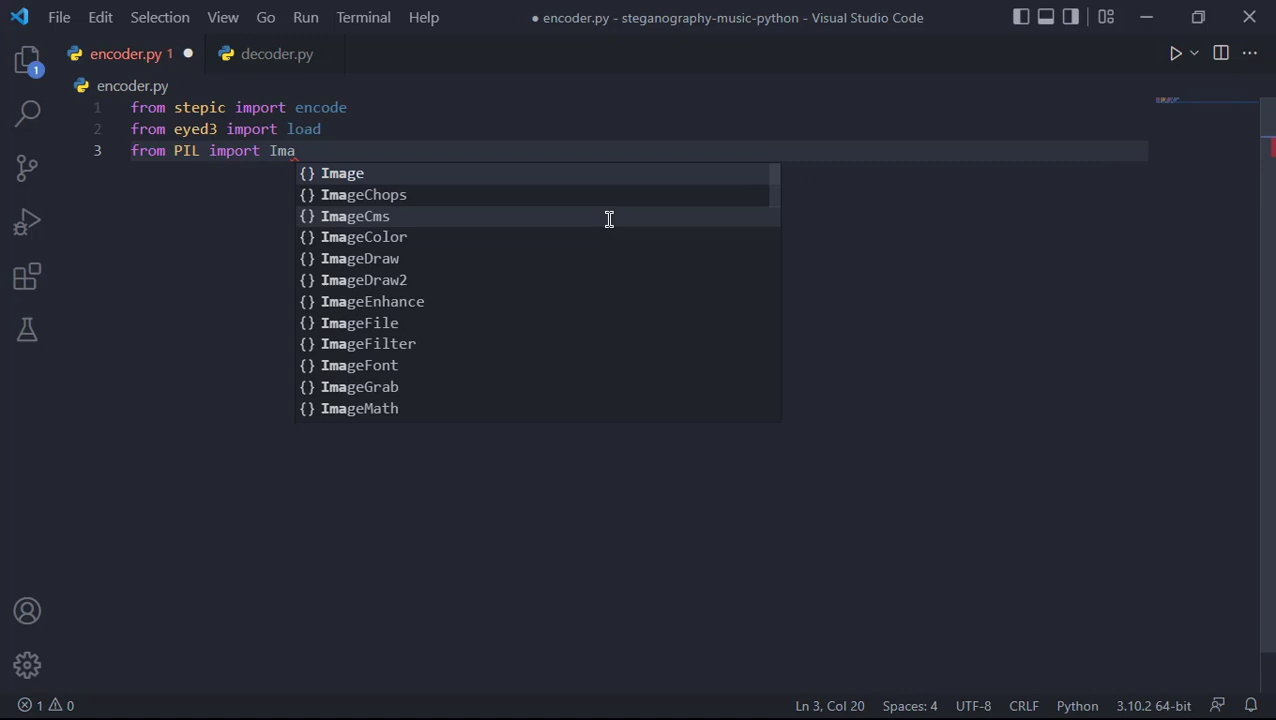 File Edit Selection View Go Run Terminal Help ● encoder.py - steganography-music-python - Visual Studio Code
encoder.py 1 ● decoder.py
encoder.py
1 from stepic import encode
2 from eyed3 import load
3 from PIL import Ima
{} Image
{} ImageChops
{} ImageCms
{} ImageColor
{} ImageDraw
{} ImageDraw2
{} ImageEnhance
{} ImageFile
{} ImageFilter
{} ImageFont
{} ImageGrab
{} ImageMath
1
1 0 Ln 3, Col 20 Spaces: 4 UTF-8 CRLF Python 3.10.2 64-bit